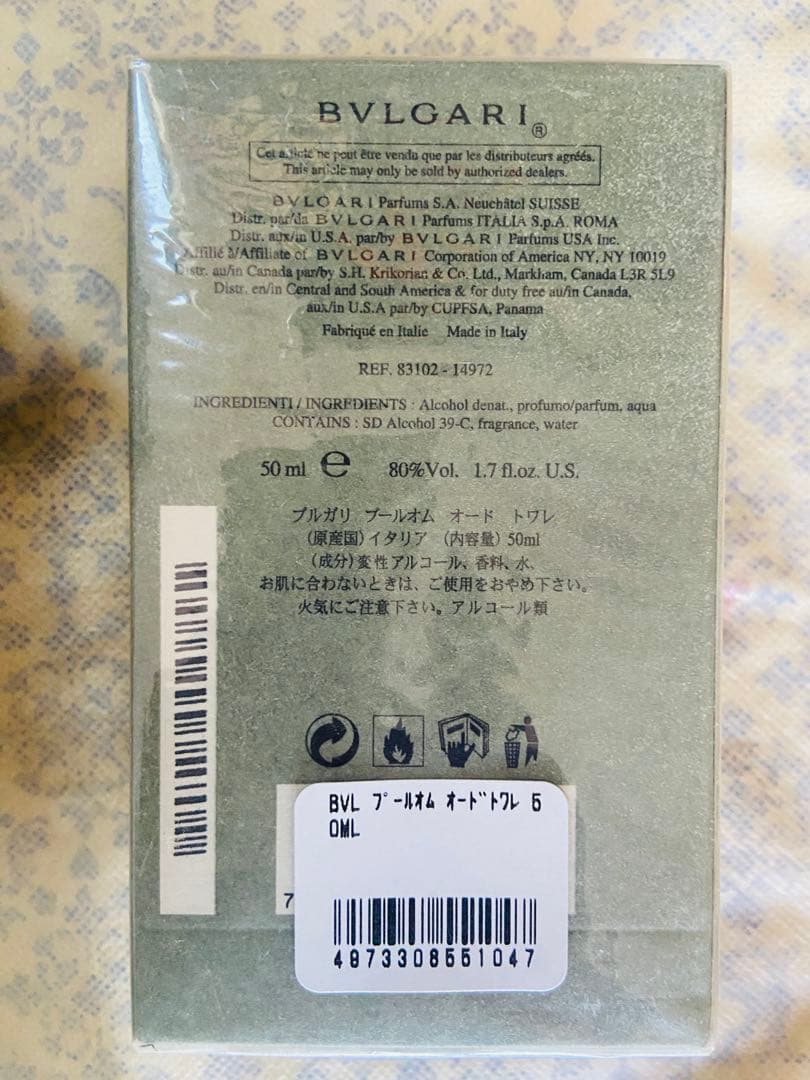 BVLGARI®
Cet article ne peut être vendu que par les distributeurs agréés.
This article may only be sold by authorized dealers.
BVLGARI Parfums S.A. Neuchâtel SUISSE
Distr. par/da BVLGARI Parfums ITALIA S.p.A. ROMA
Distr. aux/in U.S.A. par/by BVLGARI Parfums USA Inc.
Affilié à/Affiliate of BVLGARI Corporation of America NY, NY 10019
Distr. au/in Canada par/by S.H. Krikorian & Co. Ltd., Markham, Canada L3R 5L9
Distr. en/in Central and South America & for duty free au/in Canada,
aux/in U.S.A par/by CUPFSA, Panama
Fabriqué en Italie Made in Italy
REF. 83102 - 14972
INGREDIENTI / INGREDIENTS : Alcohol denat., profumo/parfum, aqua
CONTAINS : SD Alcohol 39-C, fragrance, water
50 ml ℮ 80%Vol. 1.7 fl.oz. U.S.
ブルガリ プールオム オード トワレ
(原産国)イタリア (内容量) 50ml
(成分)変性アルコール、香料、水、
お肌に合わないときは、ご使用をおやめ下さい。
火気にご注意下さい。アルコール類
BVL プールオム オードトワレ 5
0ML
7
4973308551047